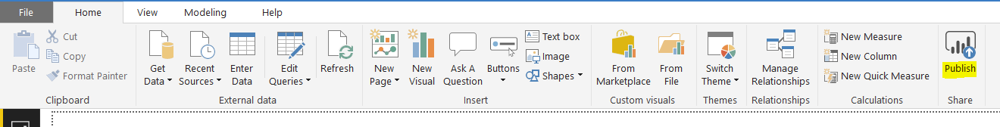 File Home View Modeling Help
Paste
Cut
Copy
Format Painter
Clipboard
Get
Data
Recent
Sources
Enter
Data
Edit
Queries
Refresh
External data
New
Page
New
Visual
Ask A
Question
Buttons
Text box
Image
Shapes
Insert
From
Marketplace
From
File
Custom visuals
Switch
Theme
Themes
Manage
Relationships
Relationships
New Measure
New Column
New Quick Measure
Calculations
Publish
Share